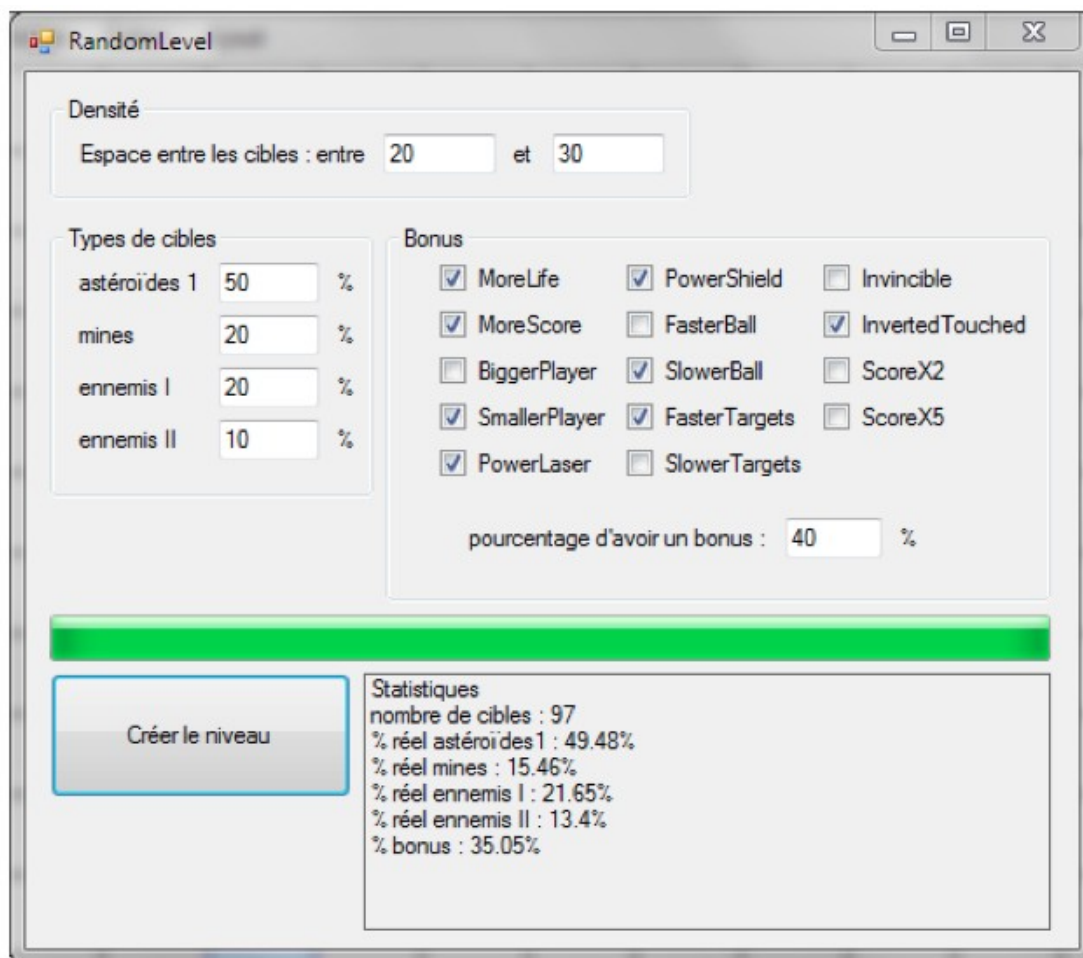 RandomLevel
Densité
Espace entre les cibles : entre 20 et 30
Types de cibles
astéroïdes 1 50 %
mines 20 %
ennemis I 20 %
ennemis II 10 %
Bonus
MoreLife PowerShield Invincible
MoreScore FasterBall InvertedTouched
BiggerPlayer SlowerBall ScoreX2
SmallerPlayer FasterTargets ScoreX5
PowerLaser SlowerTargets
pourcentage d'avoir un bonus : 40 %
Créer le niveau
Statistiques
nombre de cibles : 97
% réel astéroïdes1 : 49.48%
% réel mines : 15.46%
% réel ennemis I : 21.65%
% réel ennemis II : 13.4%
% bonus : 35.05%